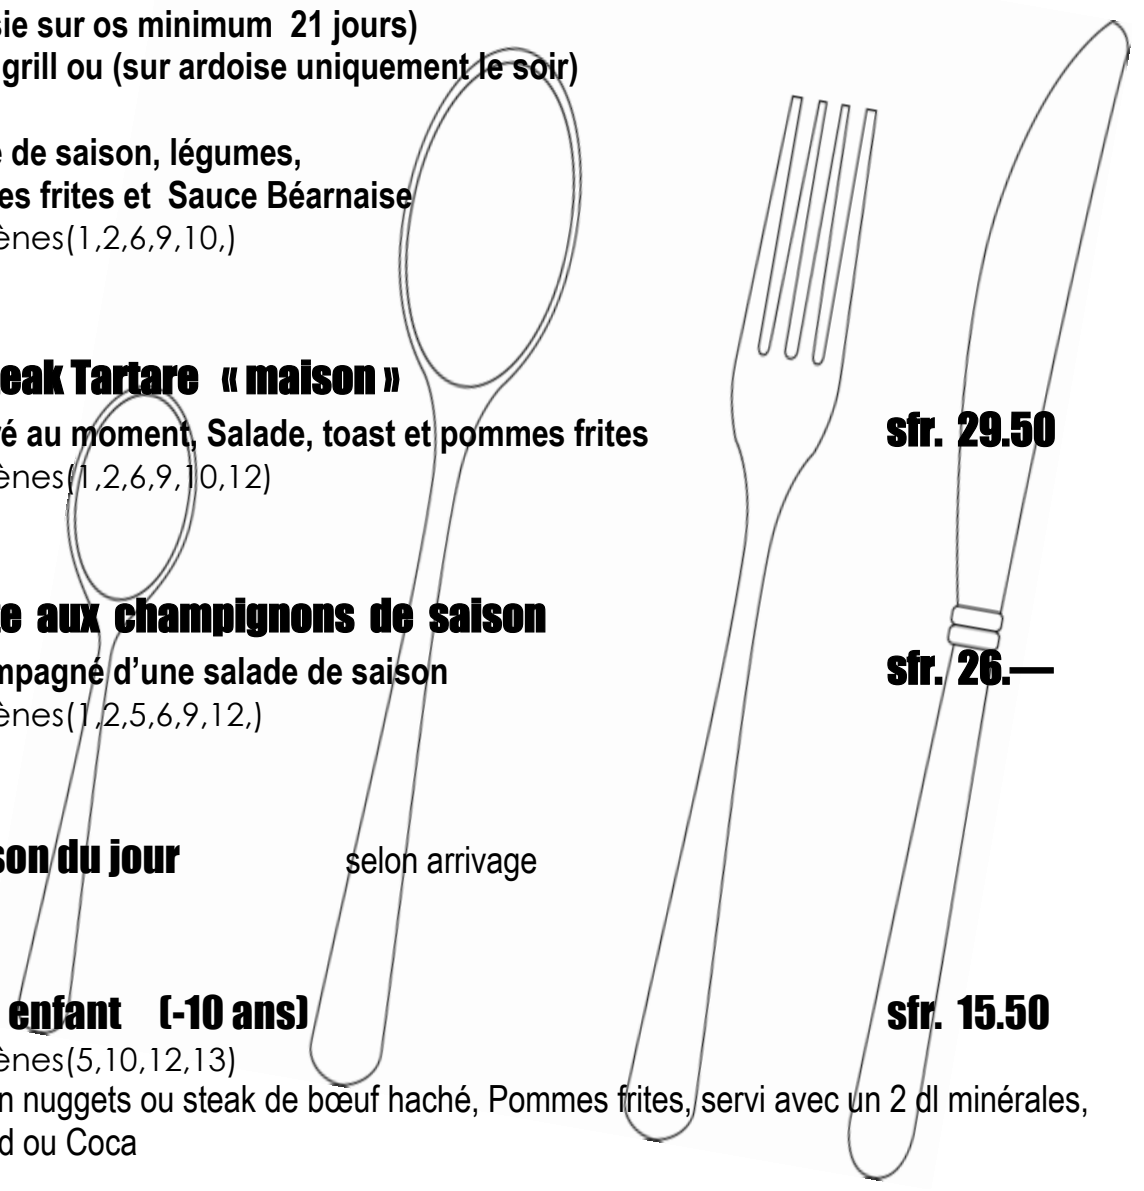 sie sur os minimum 21 jours)
grill ou (sur ardoise uniquement le soir)
e de saison, légumes,
es frites et Sauce Béarnaise
ènes(1,2,6,9,10,)
eak Tartare « maison »
é au moment, Salade, toast et pommes frites
sfr. 29.50
ènes(1,2,6,9,10,12)
te aux champignons de saison
mpagné d’une salade de saison
sfr. 26.—
ènes(1,2,5,6,9,12,)
son du jour selon arrivage
enfant (-10 ans) sfr. 15.50
ènes(5,10,12,13)
n nuggets ou steak de bœuf haché, Pommes frites, servi avec un 2 dl minérales,
d ou Coca